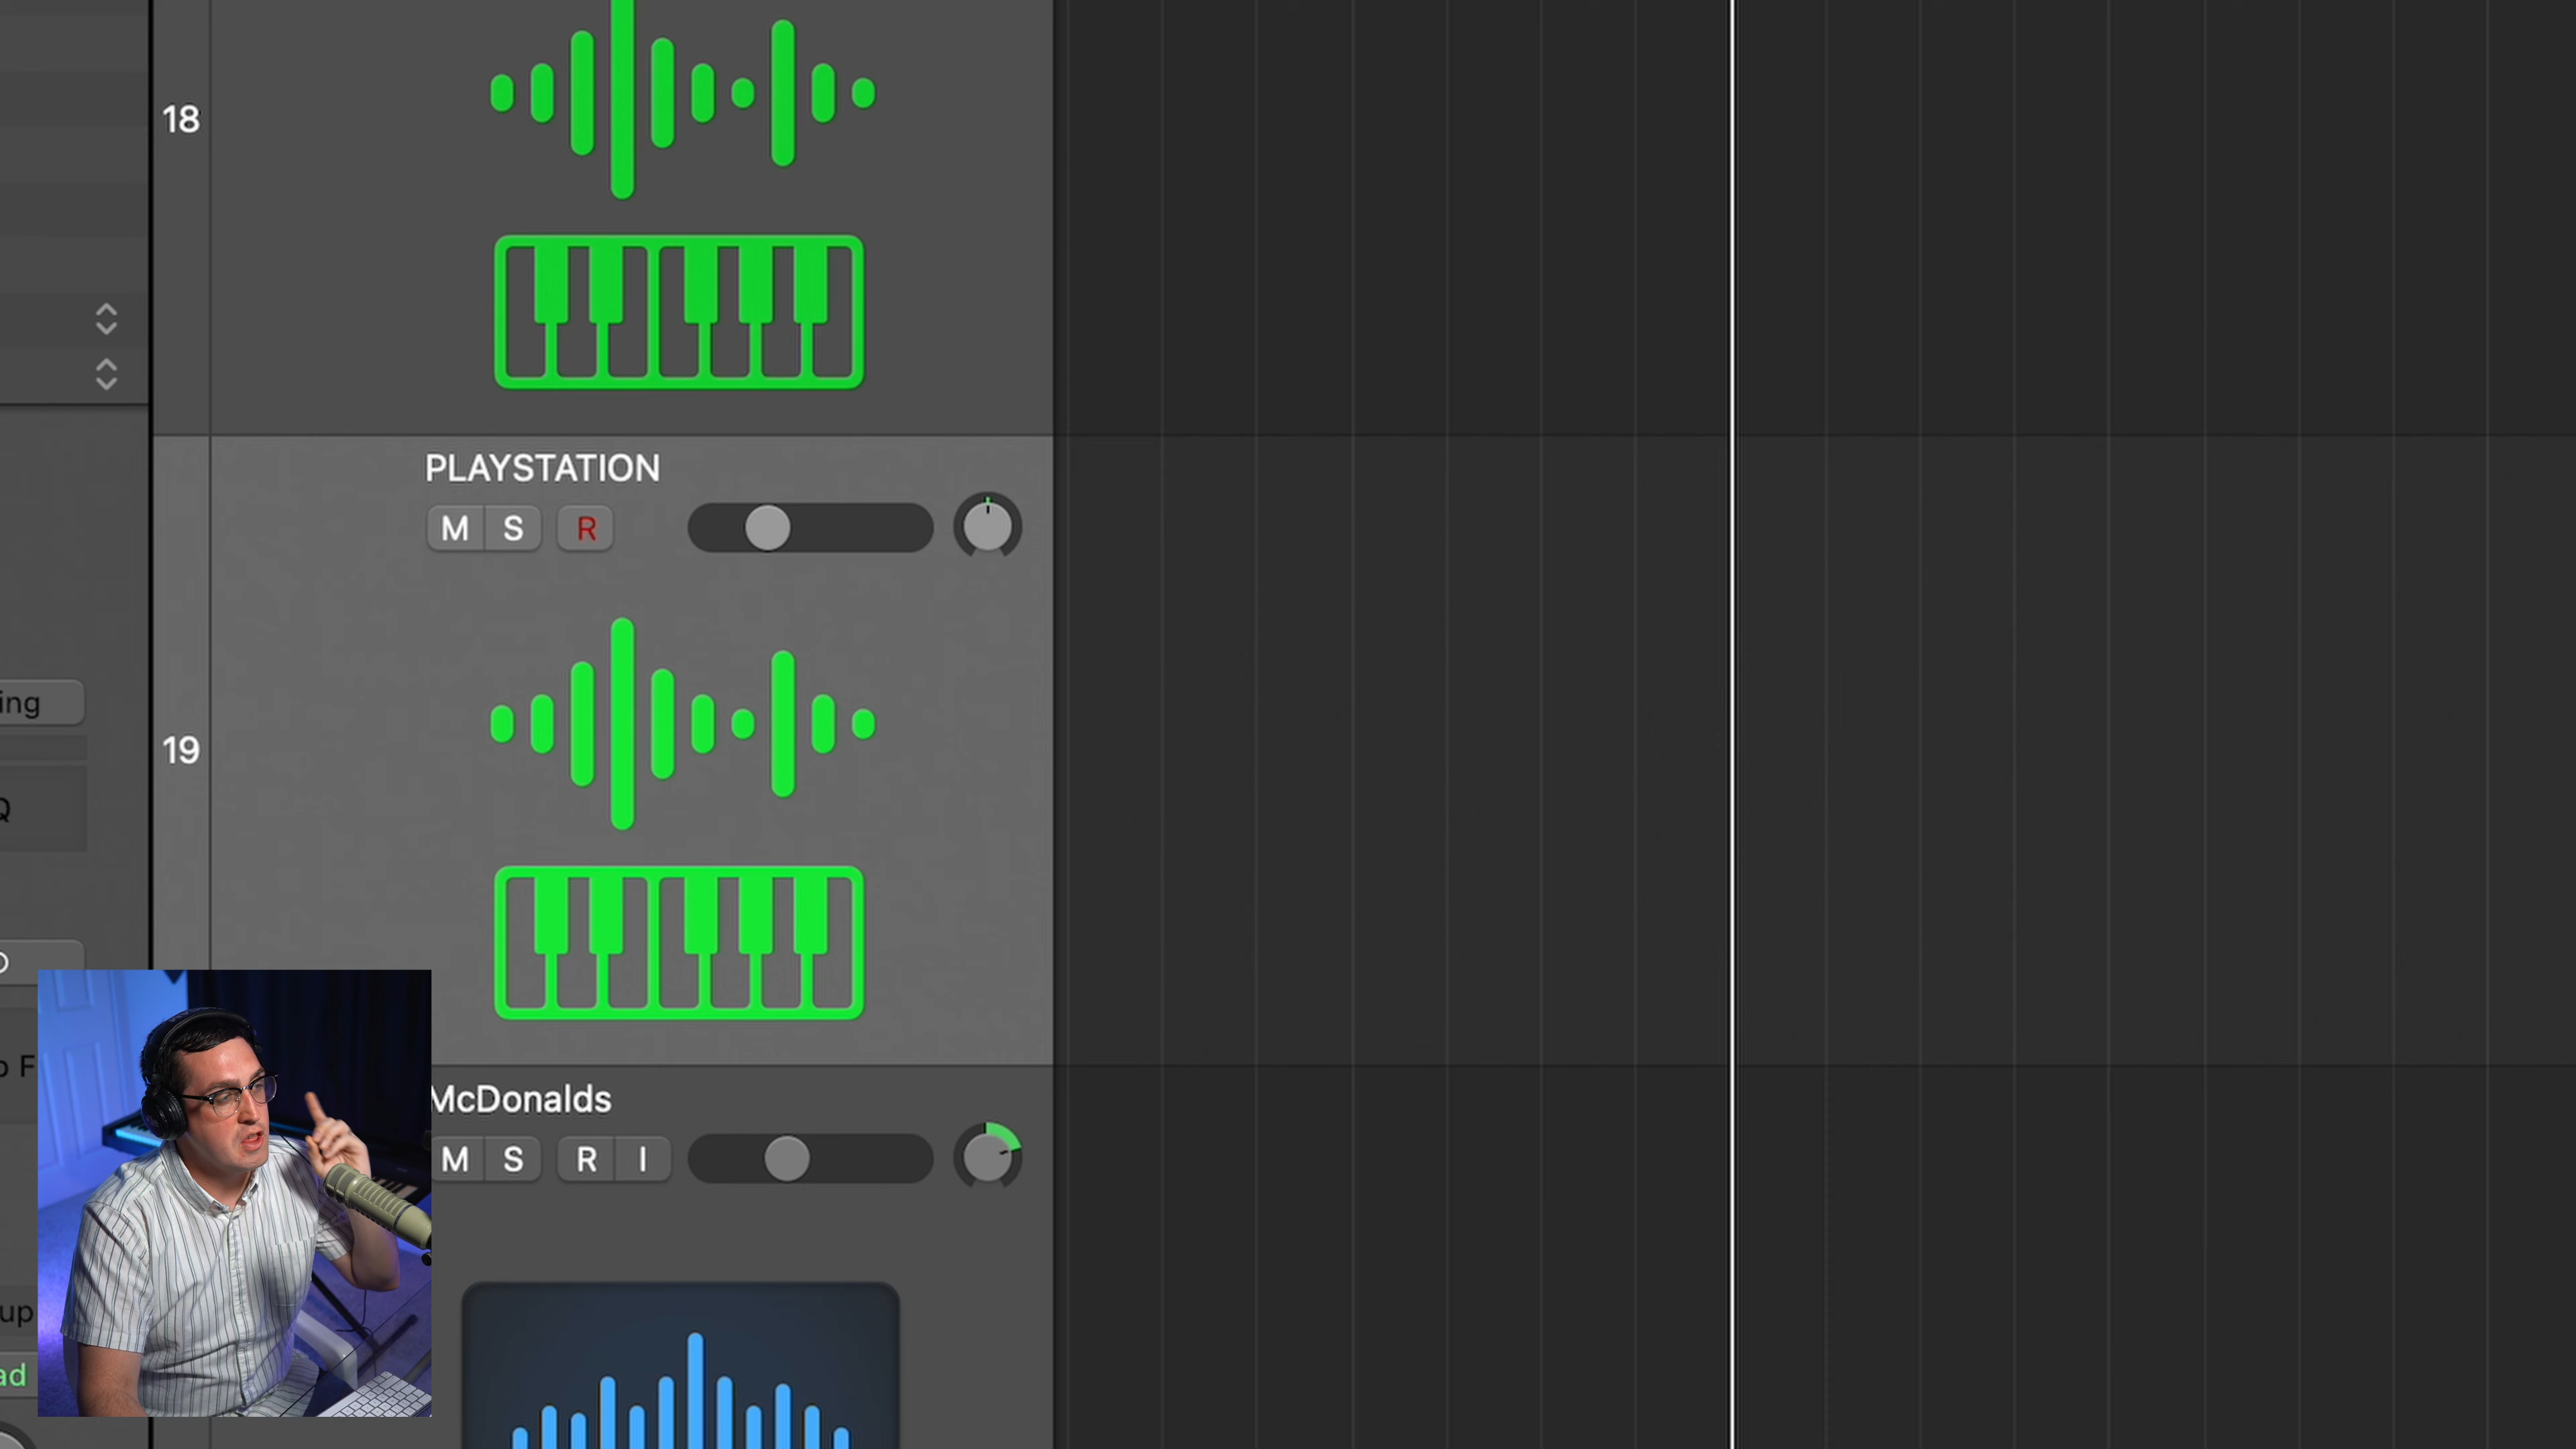 18
PLAYSTATION
M S R
ing
19
Q
McDonalds
M S R I
up
ad